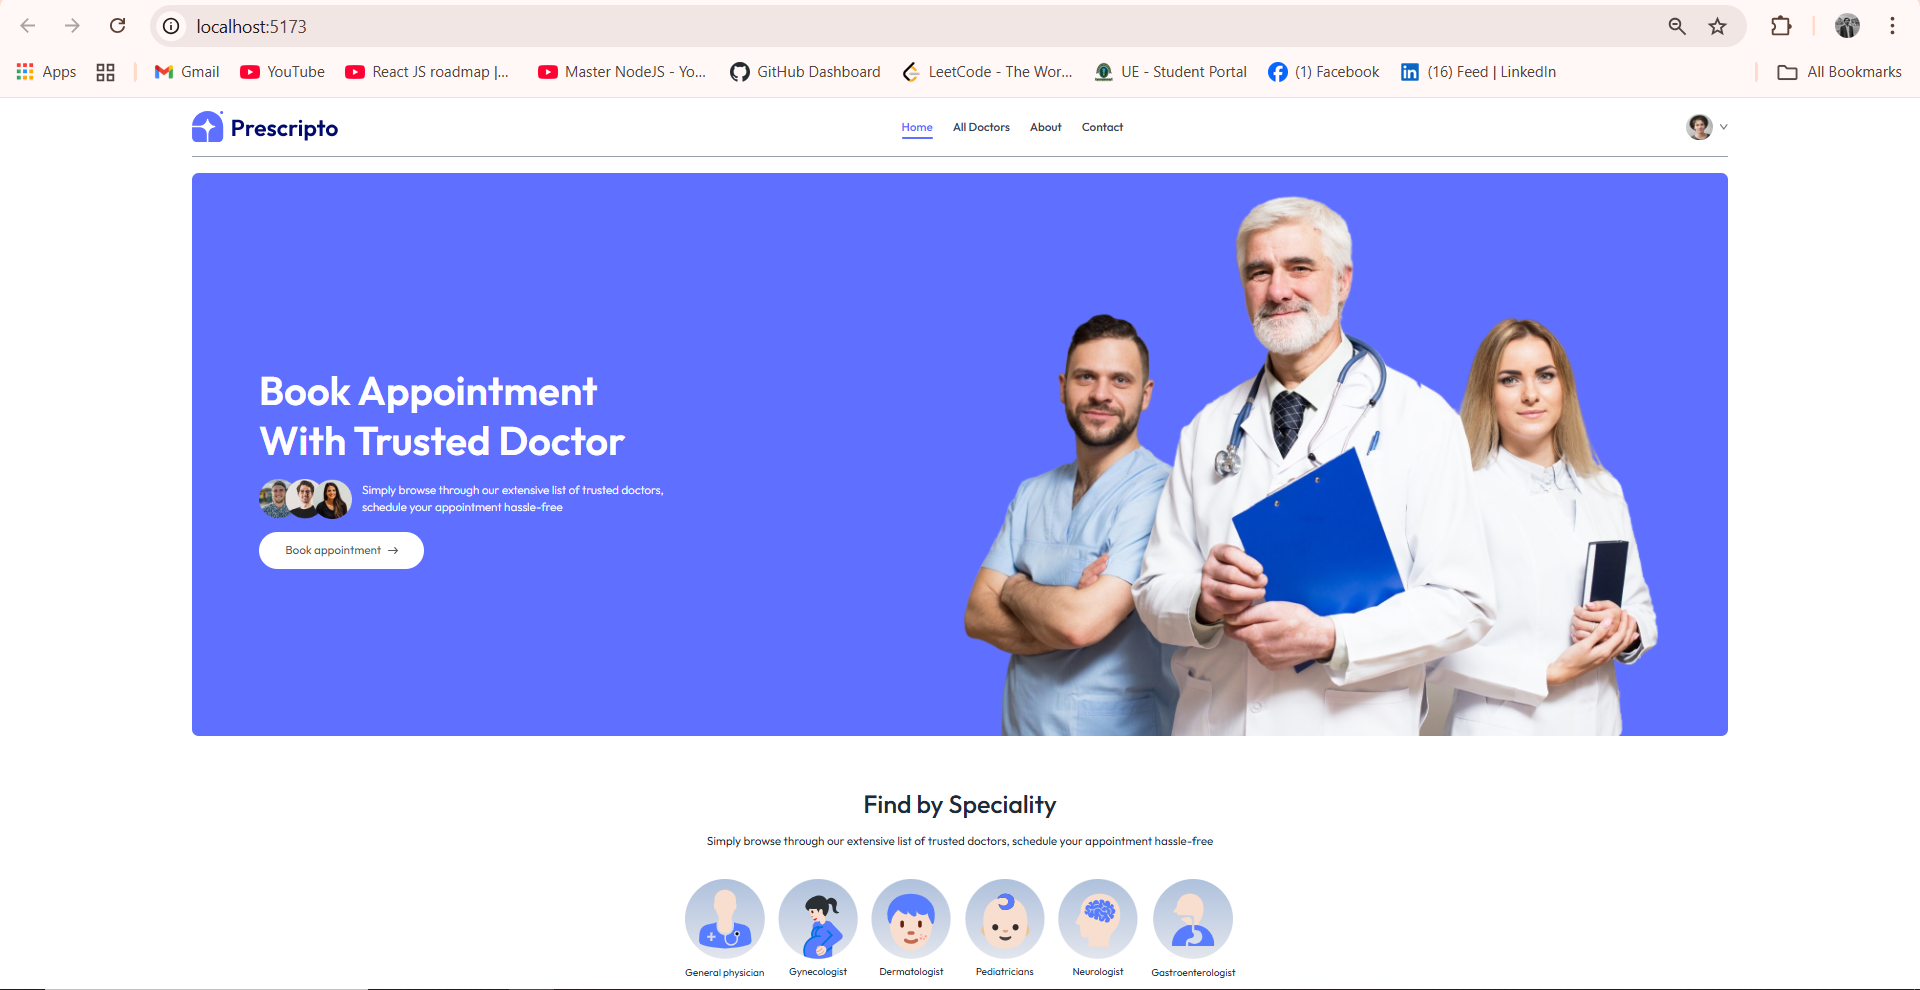 localhost:5173
Apps
Gmail
YouTube
React JS roadmap |...
Master NodeJS - Yo...
GitHub Dashboard
LeetCode - The Wor...
UE - Student Portal
(1) Facebook
(16) Feed | LinkedIn
All Bookmarks
Prescripto
Home
All Doctors
About
Contact
Book Appointment
With Trusted Doctor
Simply browse through our extensive list of trusted doctors,
schedule your appointment hassle-free
Book appointment →
Find by Speciality
Simply browse through our extensive list of trusted doctors, schedule your appointment hassle-free
General physician
Gynecologist
Dermatologist
Pediatricians
Neurologist
Gastroenterologist